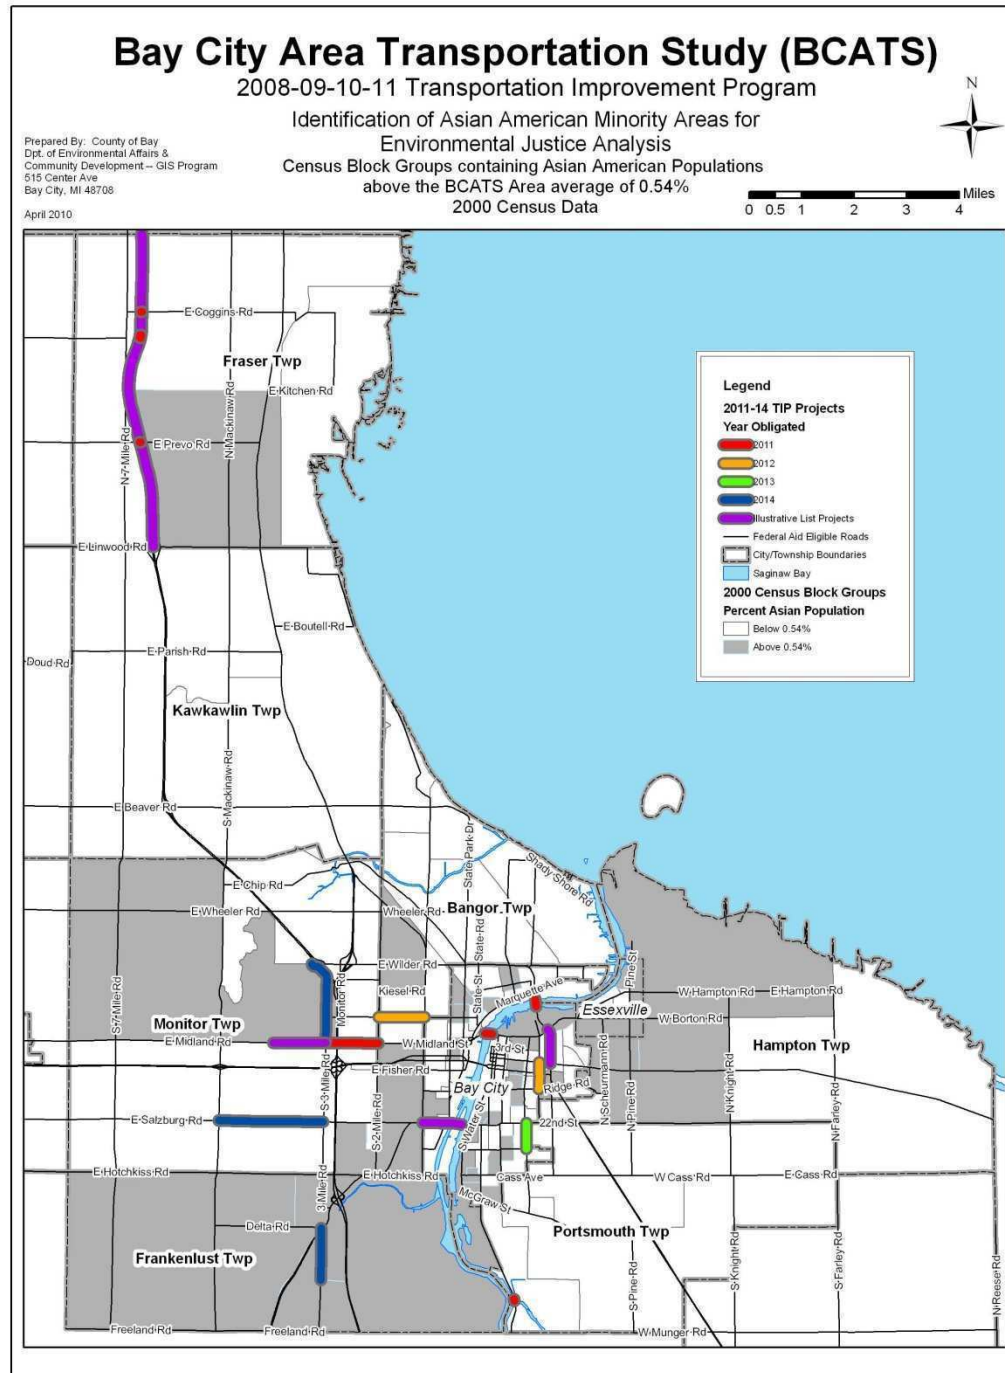 Bay City Area Transportation Study (BCATS)
2008-09-10-11 Transportation Improvement Program
Identification of Asian American Minority Areas for
Environmental Justice Analysis
Census Block Groups containing Asian American Populations
above the BCATS Area average of 0.54%
2000 Census Data
Prepared By: County of Bay
Dpt. of Environmental Affairs &
Community Development -- GIS Program
515 Center Ave
Bay City, MI 48708
April 2010
N
Miles
0 0.5 1 2 3 4
E Coggins Rd
Fraser Twp
E Kitchen Rd
N 7 Mile Rd
N Mackinaw Rd
E Prevo Rd
E Linwood Rd
E Boutell Rd
E Parish Rd
Doud Rd
Kawkawlin Twp
S Mackinaw Rd
E Beaver Rd
Legend
2011-14 TIP Projects
Year Obligated
2011
2012
2013
2014
Illustrative List Projects
Federal Aid Eligible Roads
City/Township Boundaries
Saginaw Bay
2000 Census Block Groups
Percent Asian Population
Below 0.54%
Above 0.54%
State Park Dr
Shady Shore Rd
E Chip Rd
E Wheeler Rd
Wheeler Rd
Bangor Twp
State Rd
E Wilder Rd
Pine St
Kiesel Rd
State St
Marquette Ave
W Hampton Rd
E Hampton Rd
Essexville
Monitor Rd
S 7 Mile Rd
Monitor Twp
E Midland Rd
W Midland St
3rd St
W Borton Rd
Hampton Twp
E Fisher Rd
Bay City
Ridge Rd
S 3 Mile Rd
S 2 Mile Rd
S Water St
N Scheurmann Rd
N Pine Rd
N Knight Rd
N Farley Rd
E Salzburg Rd
22nd St
E Hotchkiss Rd
E Hotchkiss Rd
Cass Ave
W Cass Rd
E Cass Rd
3 Mile Rd
McGraw St
Delta Rd
Portsmouth Twp
Frankenlust Twp
S Pine Rd
S Knight Rd
S Farley Rd
N Reese Rd
Freeland Rd
Freeland Rd
W Munger Rd